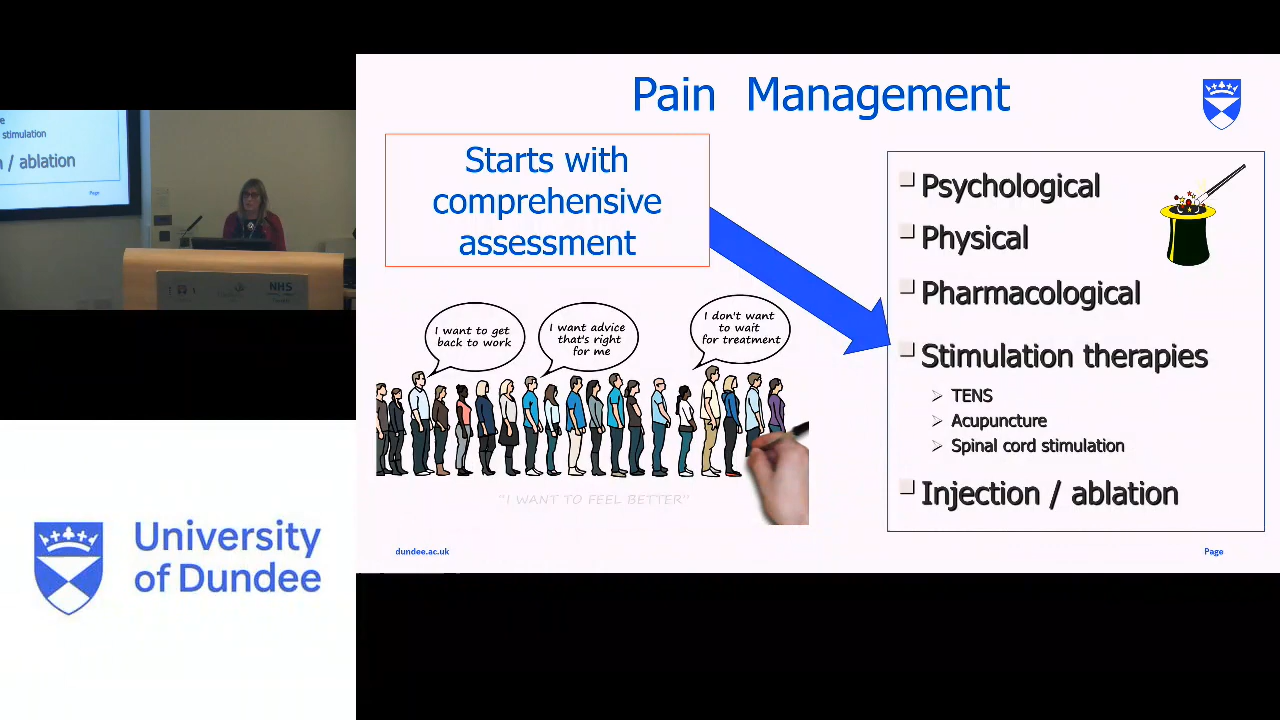 Pain Management
Starts with
comprehensive
assessment
I want to get
back to work
I want advice
that's right
for me
I don't want
to wait
for treatment
"I WANT TO FEEL BETTER"
Psychological
Physical
Pharmacological
Stimulation therapies
TENS
Acupuncture
Spinal cord stimulation
Injection / ablation
dundee.ac.uk
Page
stimulation
/ ablation
Page
NHS
University
of Dundee